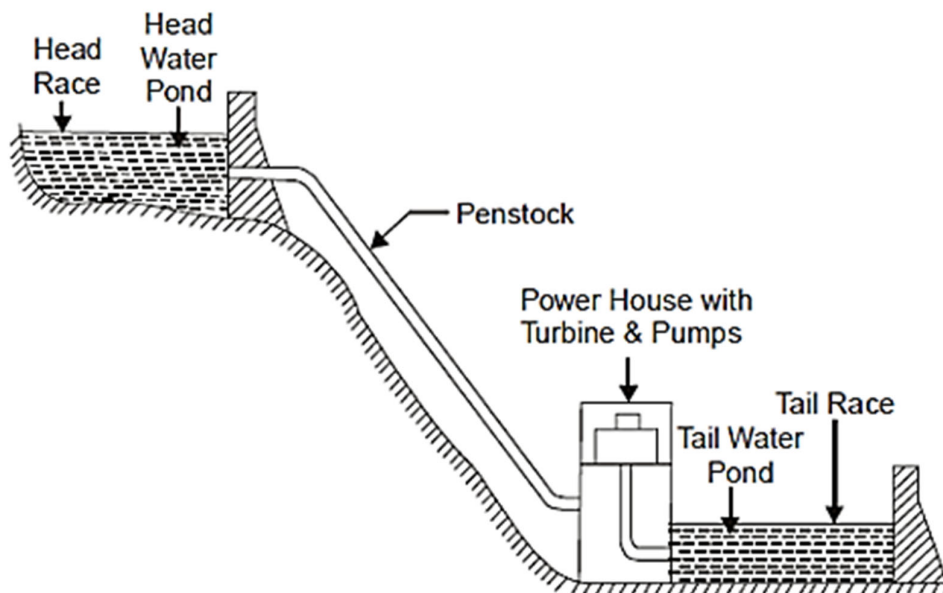 Head
Race
Head
Water
Pond
Penstock
Power House with
Turbine & Pumps
Tail Race
Tail Water
Pond